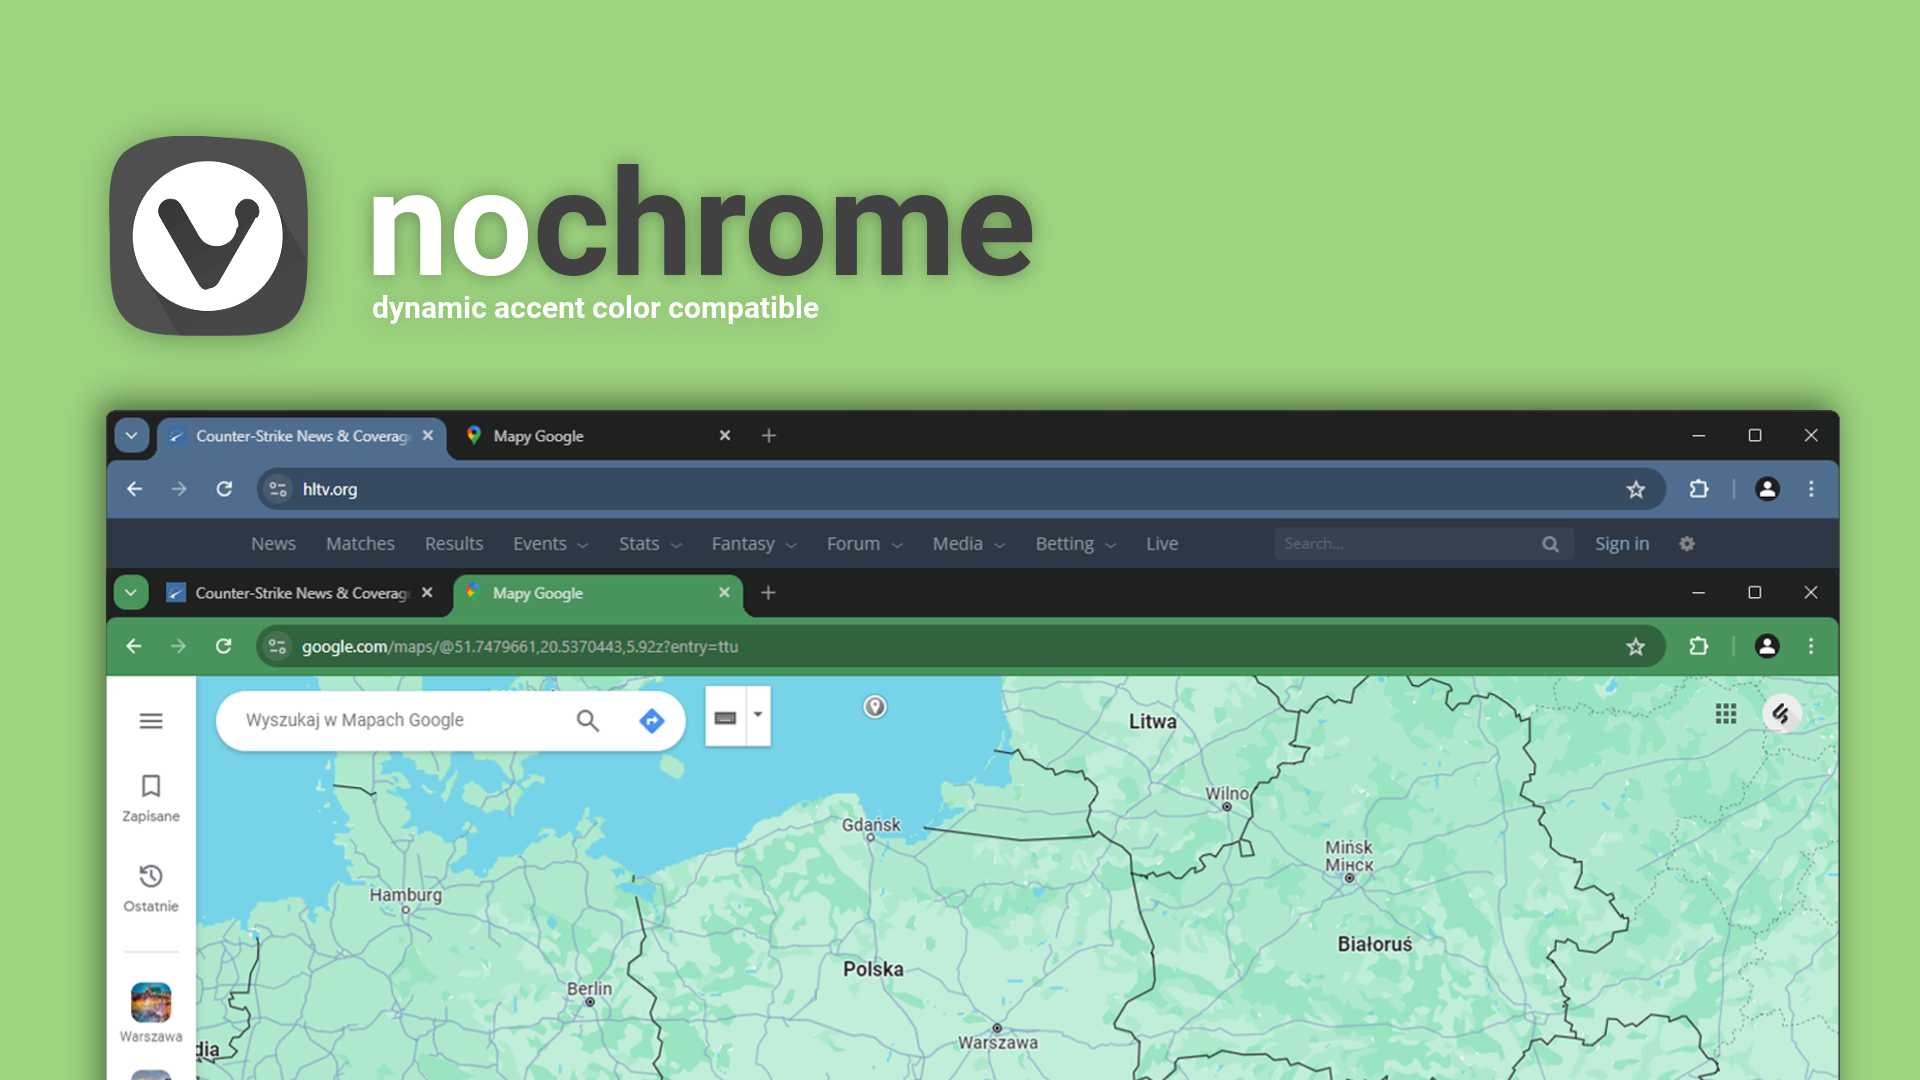 nochrome
dynamic accent color compatible
Counter-Strike News & Coverag
Mapy Google
hltv.org
News Matches Results Events Stats Fantasy Forum Media Betting Live Search... Sign in
Counter-Strike News & Coverag
Mapy Google
google.com/maps/@51.7479661,20.5370443,5.92z?entry=ttu
Wyszukaj w Mapach Google
Litwa
Wilno
Zapisane
Gdańsk
Mińsk
Мінск
Hamburg
Ostatnie
Białoruś
Polska
Berlin
Warszawa
Warszawa
dia